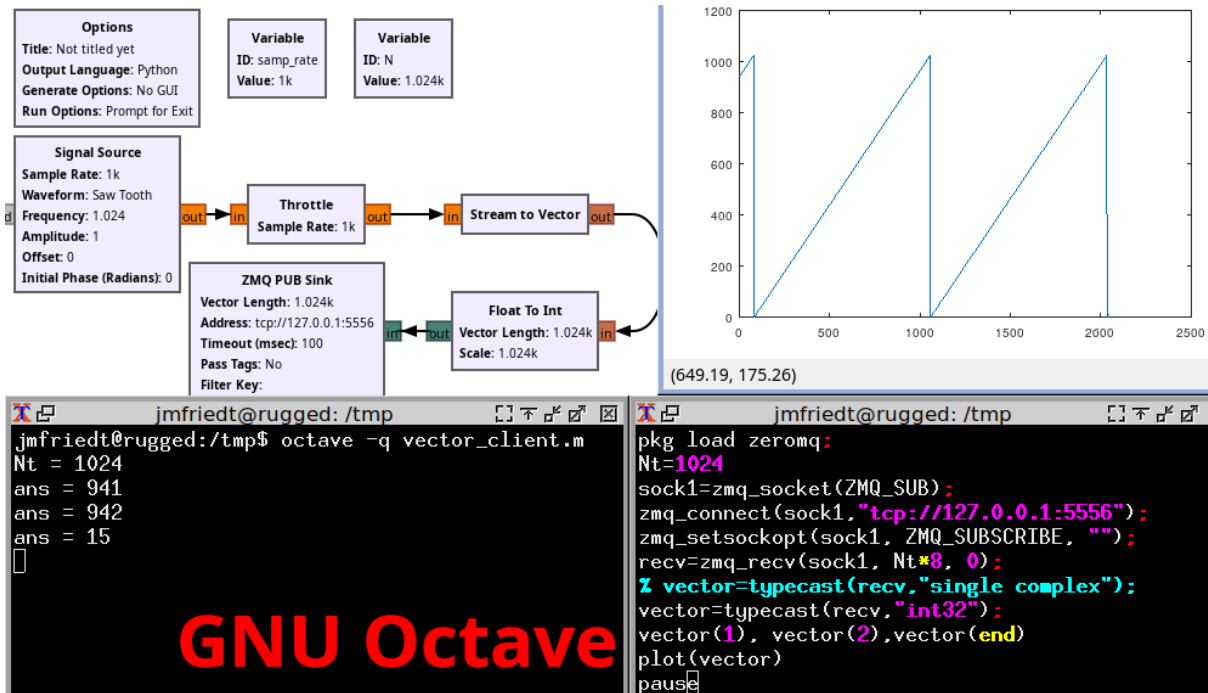 Options
Title: Not titled yet
Output Language: Python
Generate Options: No GUI
Run Options: Prompt for Exit
Variable
ID: samp_rate
Value: 1k
Variable
ID: N
Value: 1.024k
Signal Source
Sample Rate: 1k
Waveform: Saw Tooth
Frequency: 1.024
Amplitude: 1
Offset: 0
Initial Phase (Radians): 0
d
out
in
Throttle
Sample Rate: 1k
out
in
Stream to Vector
out
ZMQ PUB Sink
Vector Length: 1.024k
Address: tcp://127.0.0.1:5556
Timeout (msec): 100
Pass Tags: No
Filter Key:
in
out
Float To Int
Vector Length: 1.024k
Scale: 1.024k
in
1200
1000
800
600
400
200
0
0 500 1000 1500 2000 2500
(649.19, 175.26)
jmfriedt@rugged: /tmp
jmfriedt@rugged:/tmp$ octave -q vector_client.m
Nt = 1024
ans = 941
ans = 942
ans = 15
GNU Octave
jmfriedt@rugged: /tmp
pkg load zeromq;
Nt=1024
sock1=zmq_socket(ZMQ_SUB);
zmq_connect(sock1,"tcp://127.0.0.1:5556");
zmq_setsockopt(sock1, ZMQ_SUBSCRIBE, "");
recv=zmq_recv(sock1, Nt*8, 0);
% vector=typecast(recv,"single complex");
vector=typecast(recv,"int32");
vector(1), vector(2),vector(end)
plot(vector)
pause